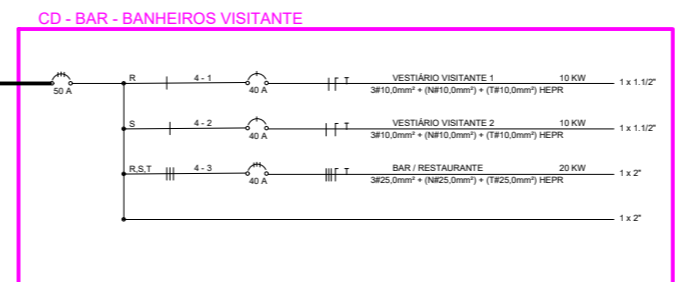 CD - BAR - BANHEIROS VISITANTE
50 A
R 4 - 1 40 A T VESTIÁRIO VISITANTE 1 10 KW 1 x 1.1/2"
3#10,0mm² + (N#10,0mm²) + (T#10,0mm²) HEPR
S 4 - 2 40 A T VESTIÁRIO VISITANTE 2 10 KW 1 x 1.1/2"
3#10,0mm² + (N#10,0mm²) + (T#10,0mm²) HEPR
R,S,T 4 - 3 40 A T BAR / RESTAURANTE 20 KW 1 x 2"
3#25,0mm² + (N#25,0mm²) + (T#25,0mm²) HEPR
1 x 2"